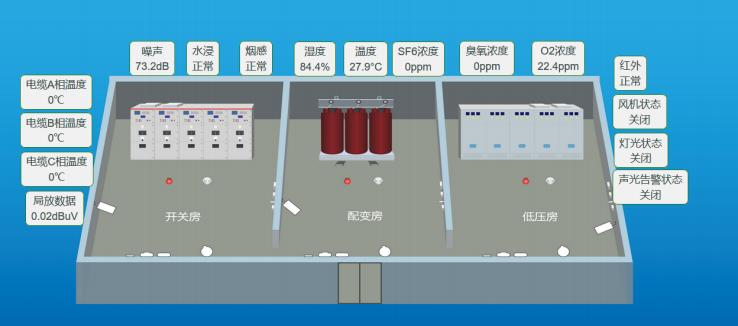 噪声
73.2dB
水浸
正常
烟感
正常
湿度
84.4%
温度
27.9°C
SF6浓度
0ppm
臭氧浓度
0ppm
O2浓度
22.4ppm
电缆A相温度
0℃
电缆B相温度
0℃
电缆C相温度
0℃
局放数据
0.02dBuV
红外
正常
风机状态
关闭
灯光状态
关闭
声光告警状态
关闭
开关房
配变房
低压房